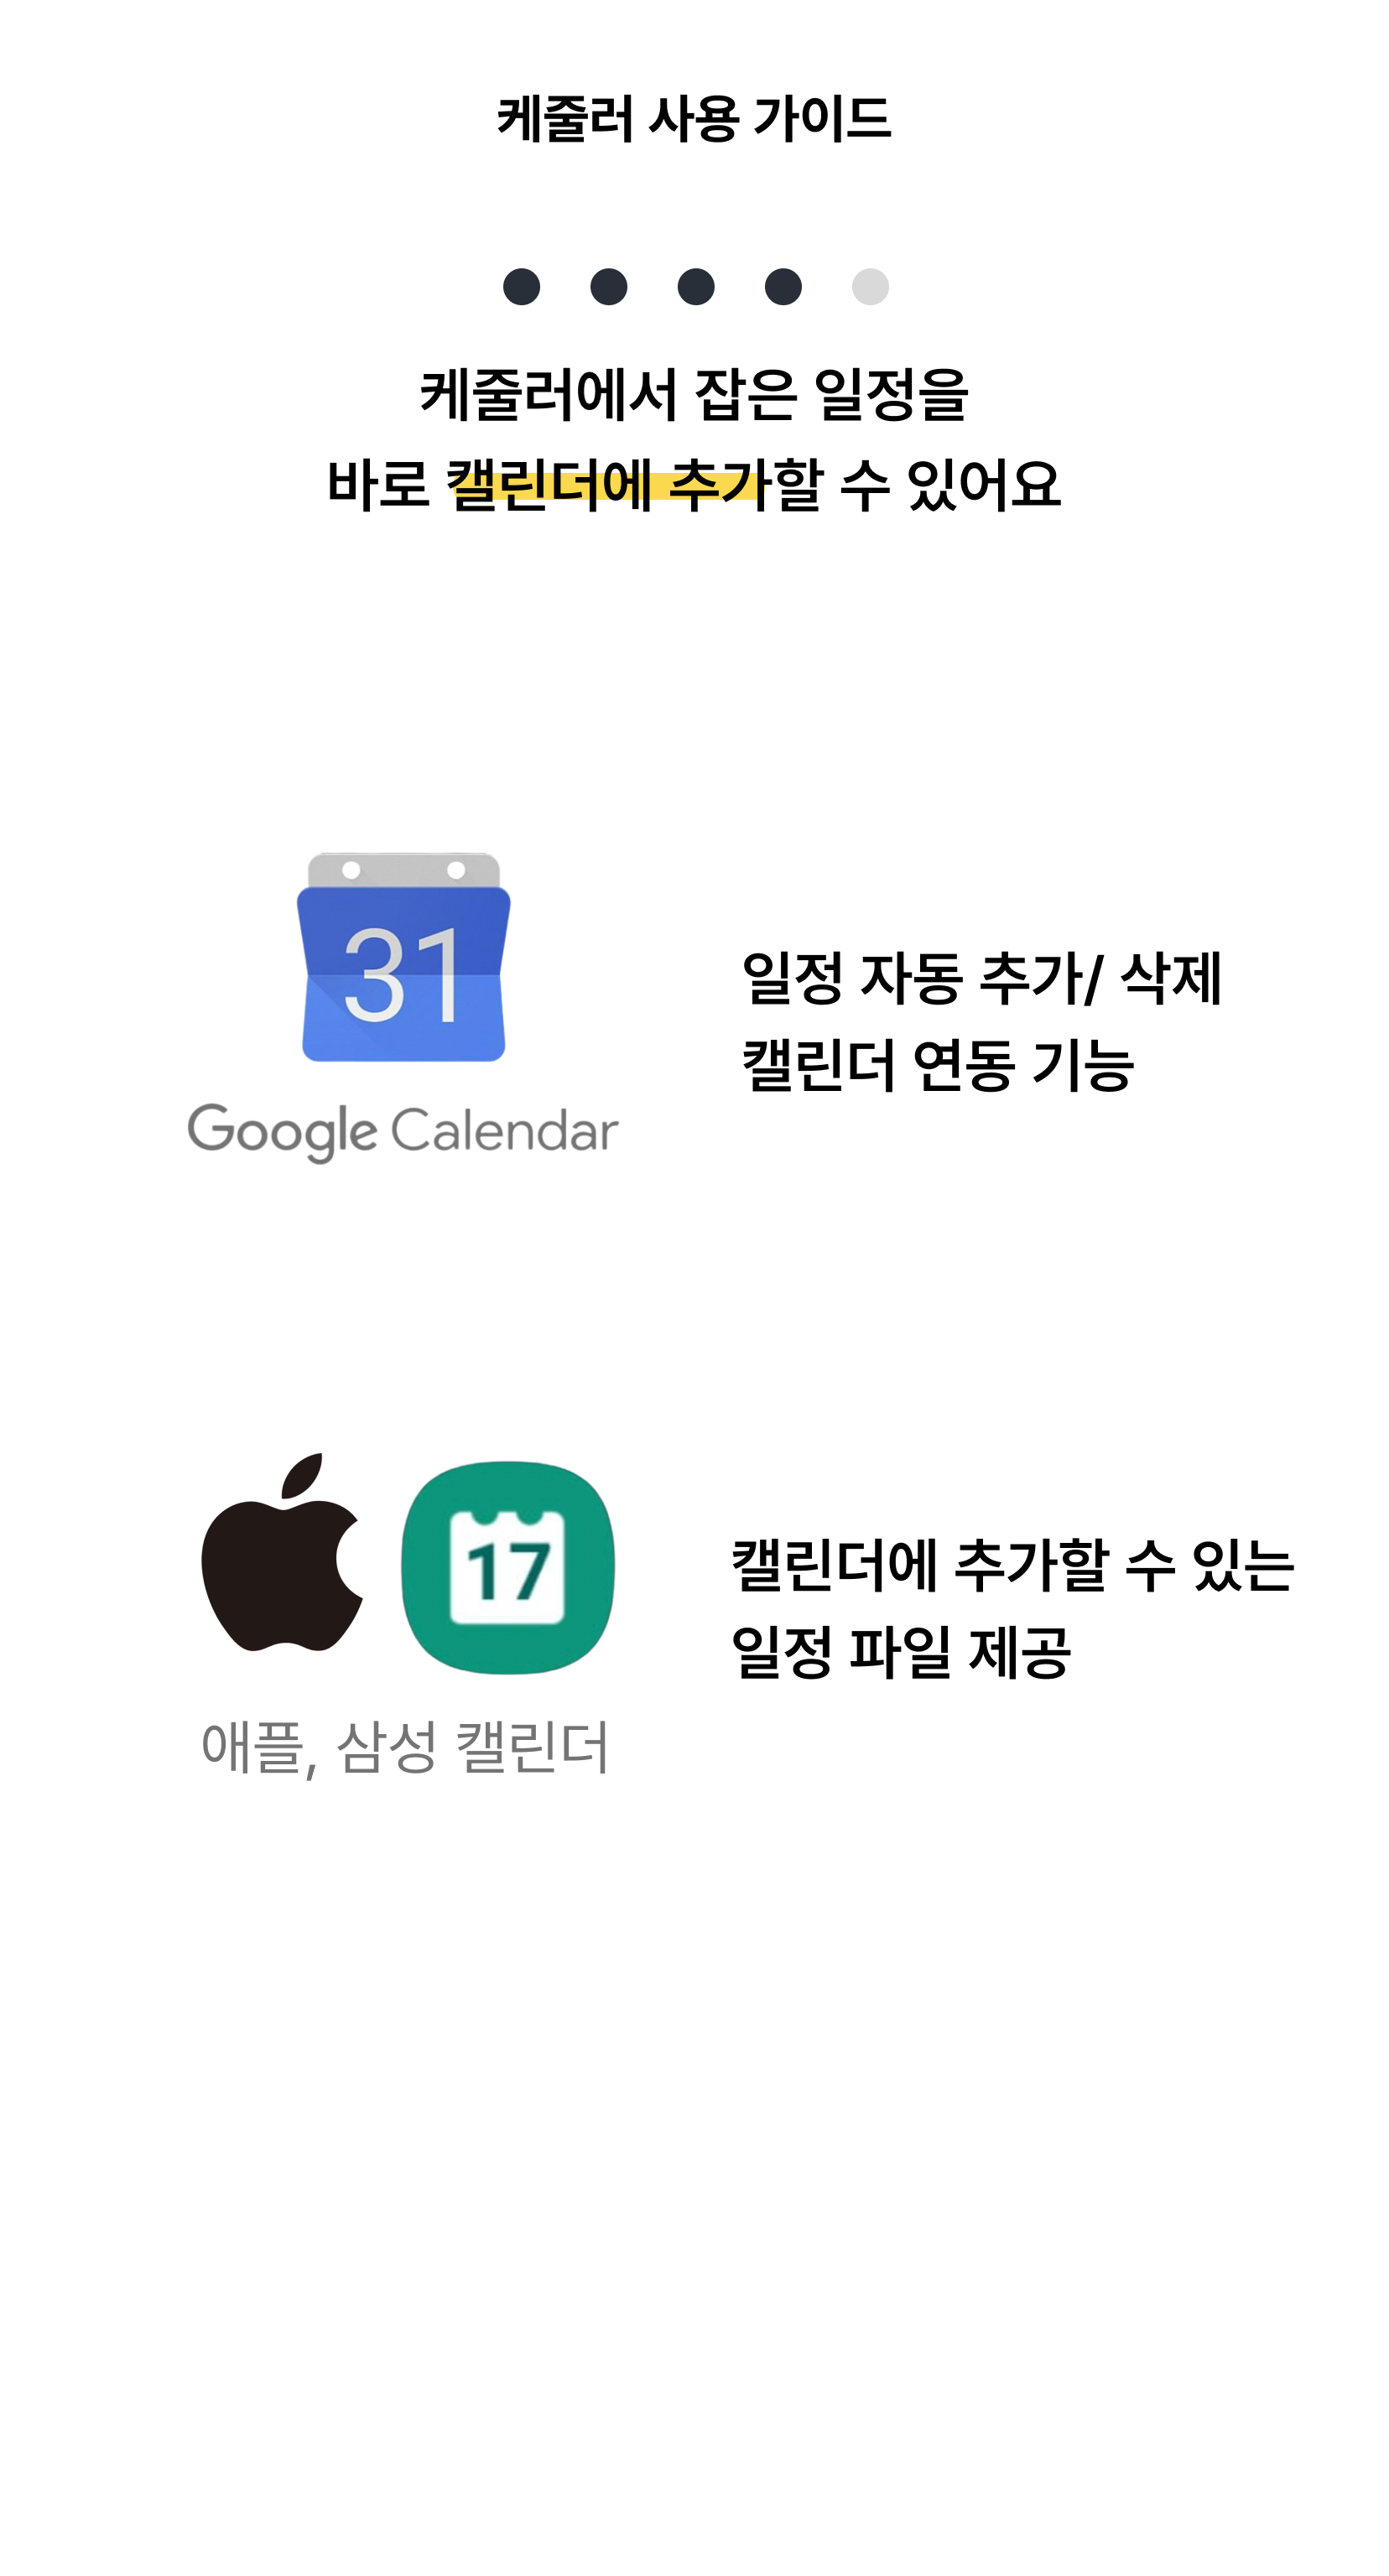 케줄러 사용 가이드
케줄러에서 잡은 일정을
바로 캘린더에 추가할 수 있어요
31
Google Calendar
일정 자동 추가/ 삭제
캘린더 연동 기능
17
애플, 삼성 캘린더
캘린더에 추가할 수 있는
일정 파일 제공